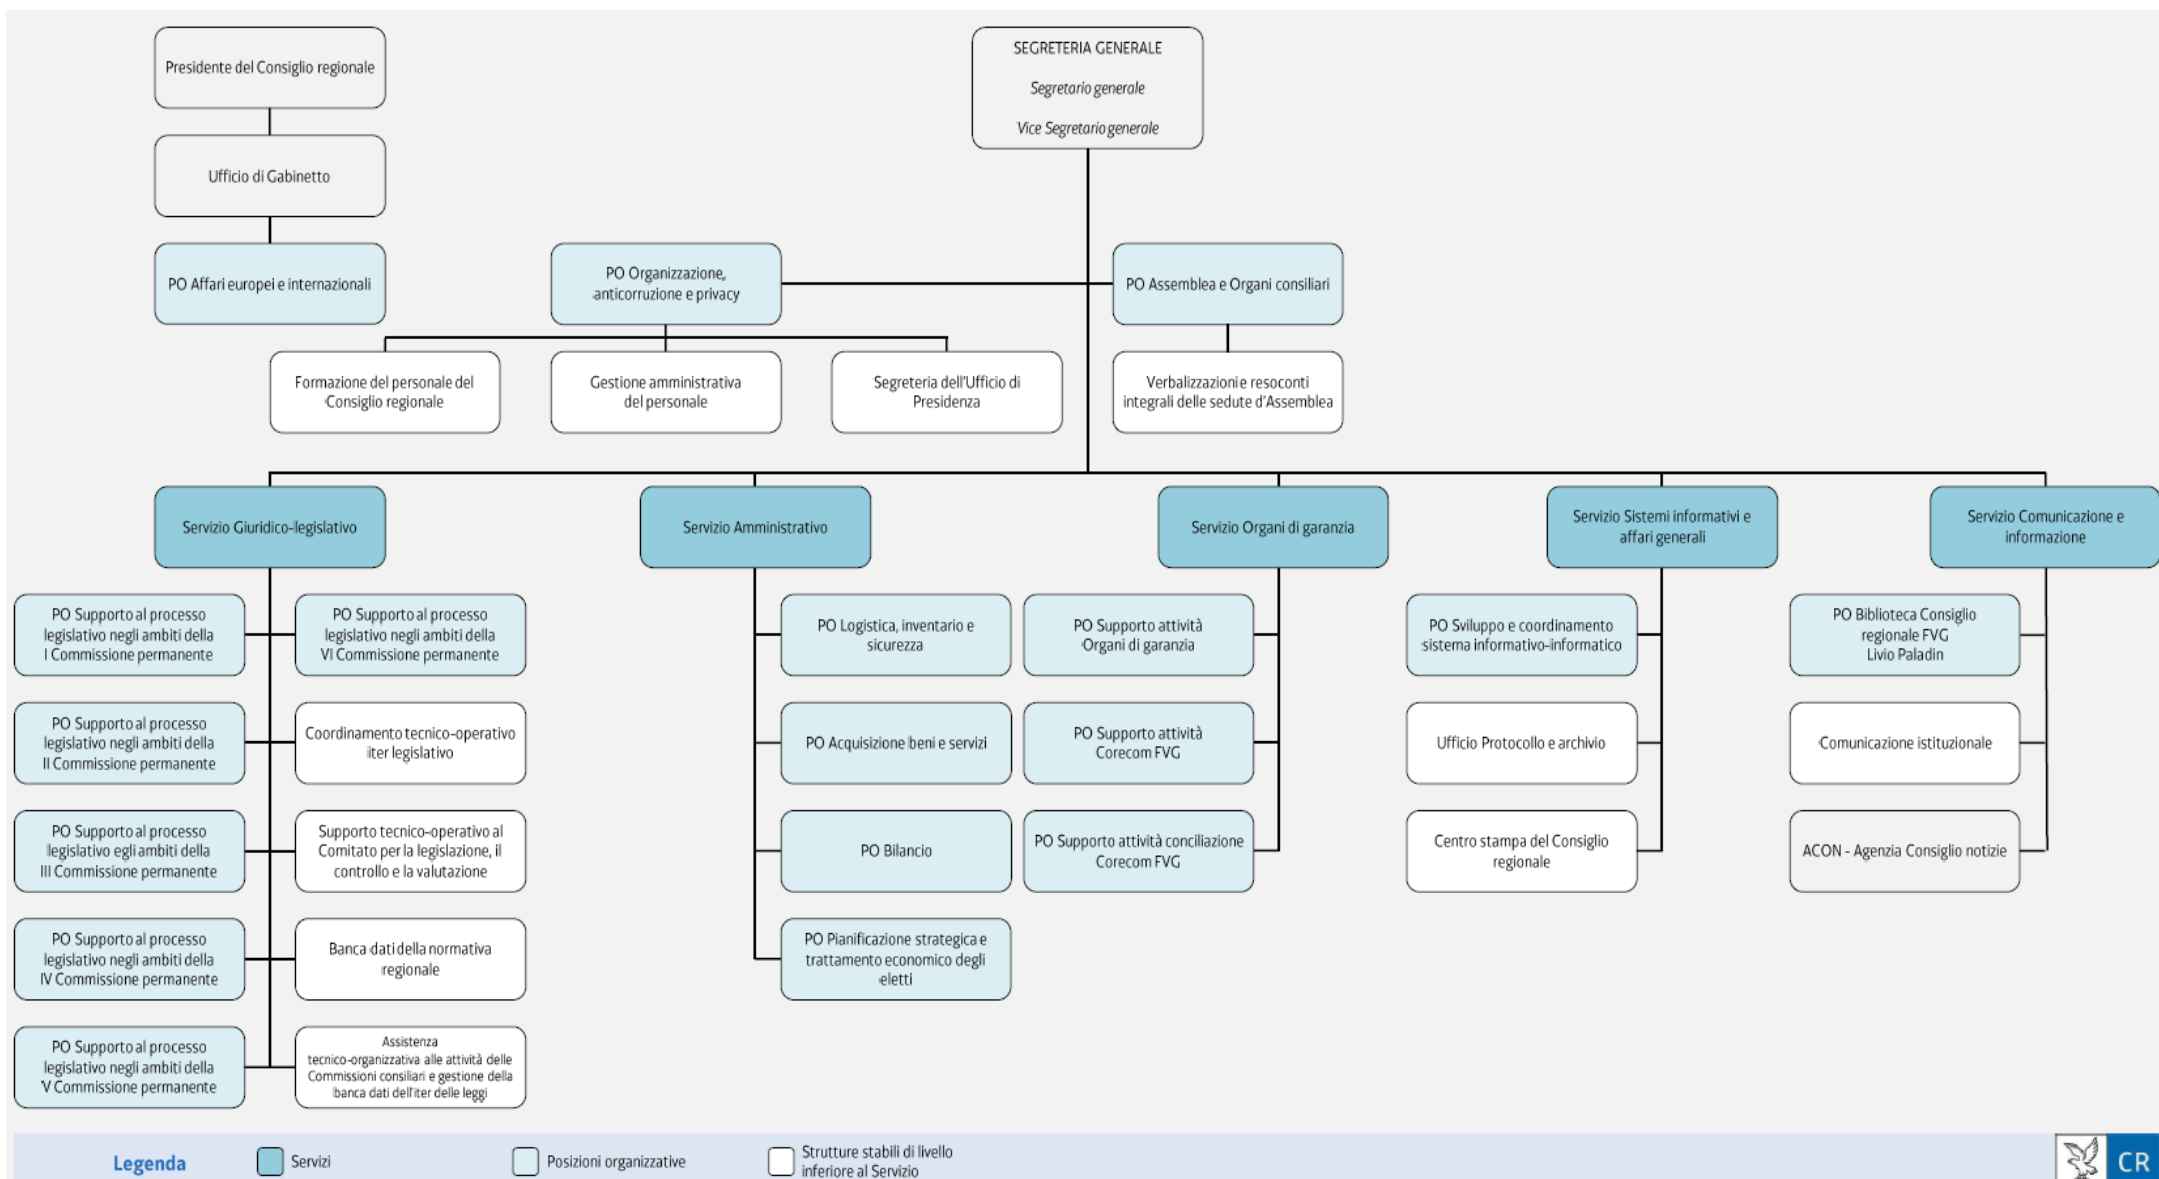 Presidente del Consiglio regionale
Ufficio di Gabinetto
PO Affari europei e internazionali
SEGRETERIA GENERALE
Segretario generale
Vice Segretario generale
PO Organizzazione,
anticorruzione e privacy
PO Assemblea e Organi consiliari
Formazione del personale del
Consiglio regionale
Gestione amministrativa
del personale
Segreteria dell'Ufficio di
Presidenza
Verbalizzazioni e resoconti
integrali delle sedute d'Assemblea
Servizio Giuridico-legislativo
PO Supporto al processo
legislativo negli ambiti della
I Commissione permanente
PO Supporto al processo
legislativo negli ambiti della
VI Commissione permanente
PO Supporto al processo
legislativo negli ambiti della
II Commissione permanente
Coordinamento tecnico-operativo
iter legislativo
PO Supporto al processo
legislativo egli ambiti della
III Commissione permanente
Supporto tecnico-operativo al
Comitato per la legislazione, il
controllo e la valutazione
PO Supporto al processo
legislativo negli ambiti della
IV Commissione permanente
Banca dati della normativa
regionale
PO Supporto al processo
legislativo negli ambiti della
V Commissione permanente
Assistenza
tecnico-organizzativa alle attività delle
Commissioni consiliari e gestione della
banca dati dell'iter delle leggi
Servizio Amministrativo
PO Logistica, inventario e
sicurezza
PO Acquisizione beni e servizi
PO Bilancio
PO Pianificazione strategica e
trattamento economico degli
eletti
Servizio Organi di garanzia
PO Supporto attività
Organi di garanzia
PO Supporto attività
Corecom FVG
PO Supporto attività conciliazione
Corecom FVG
Servizio Sistemi informativi e
affari generali
PO Sviluppo e coordinamento
sistema informativo-informatico
Ufficio Protocollo e archivio
Centro stampa del Consiglio
regionale
Servizio Comunicazione e
informazione
PO Biblioteca Consiglio
regionale FVG
Livio Paladin
Comunicazione istituzionale
ACON - Agenzia Consiglio notizie
Legenda
Servizi
Posizioni organizzative
Strutture stabili di livello
inferiore al Servizio
CR